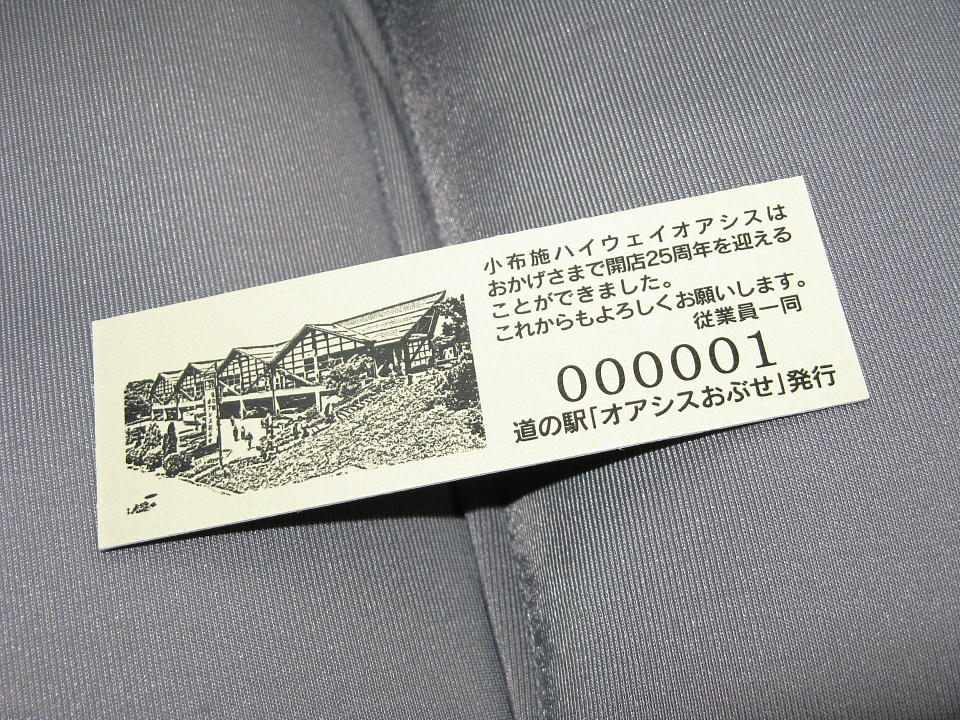 小布施ハイウェイオアシスは
おかげさまで開店25周年を迎える
ことができました。
これからもよろしくお願いします。
従業員一同
000001
道の駅「オアシスおぶせ」発行